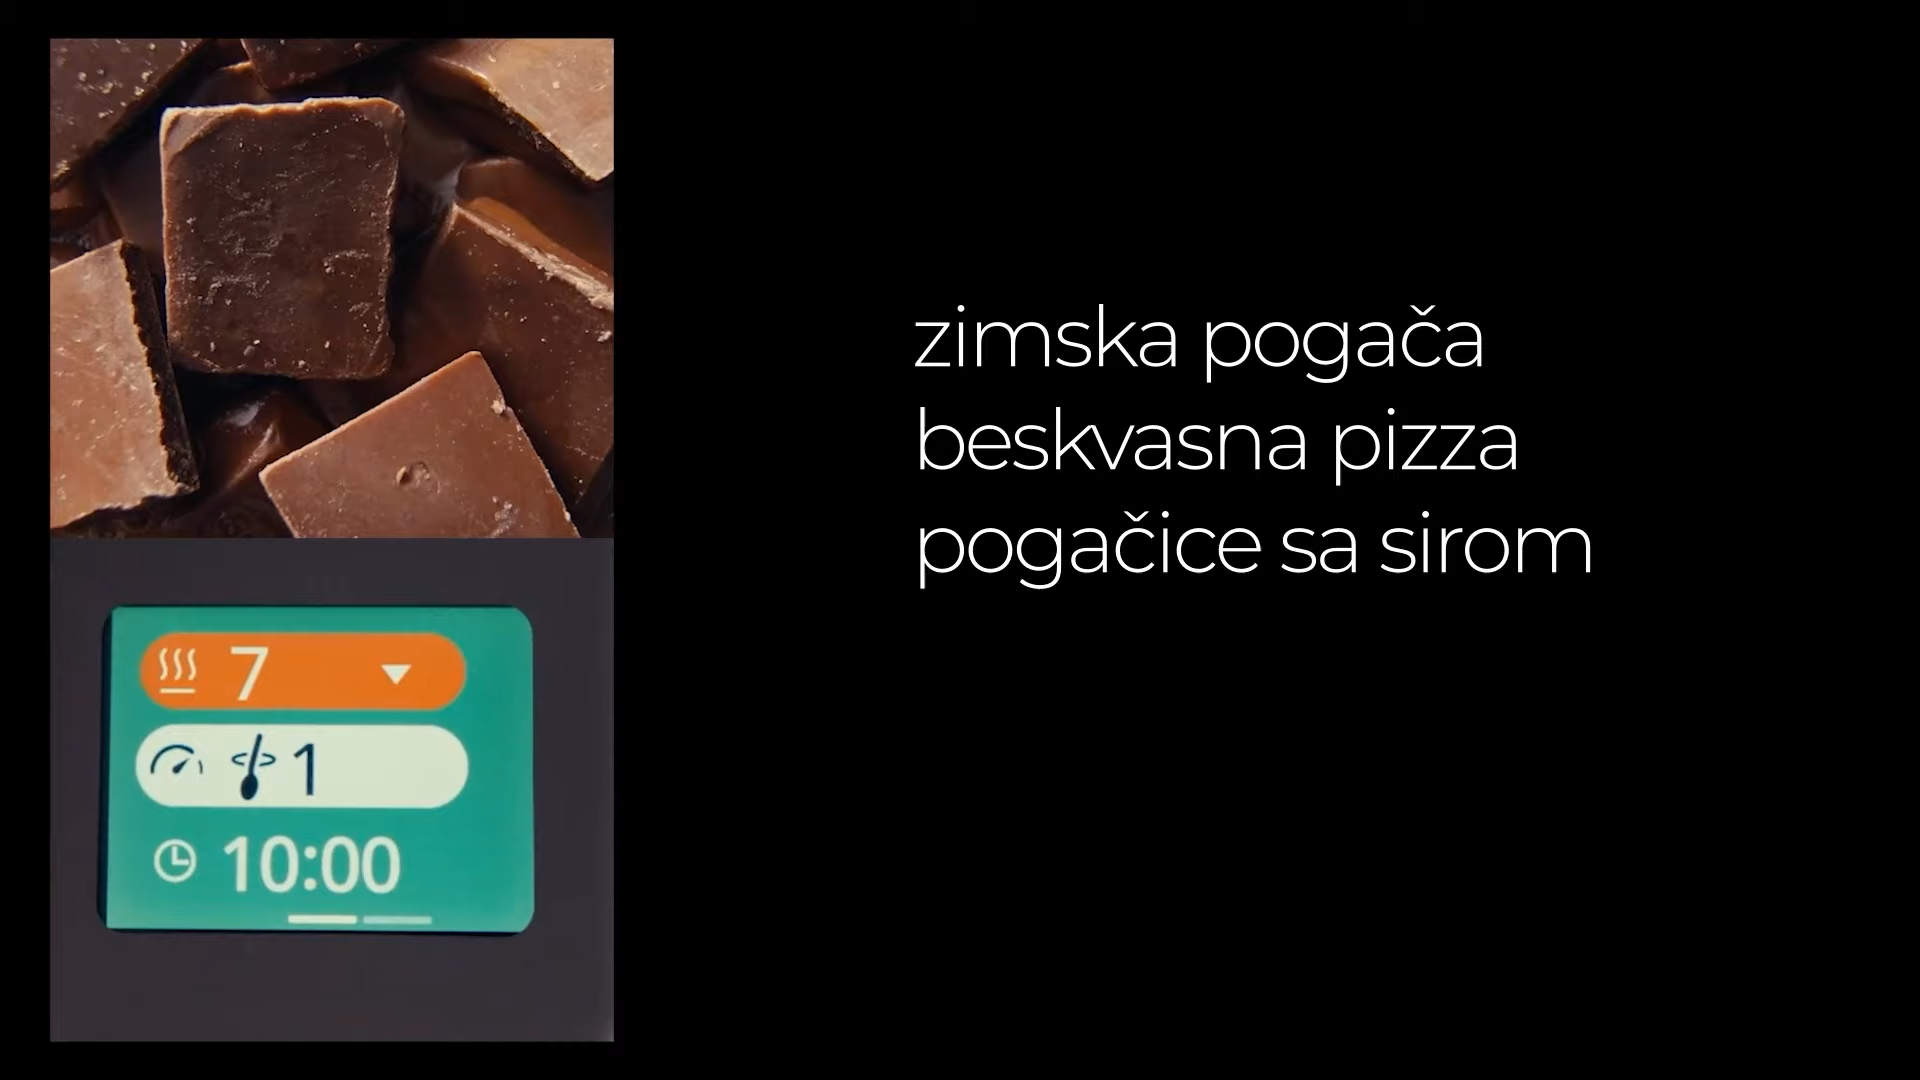 7
1
10:00
zimska pogača
beskvasna pizza
pogačice sa sirom